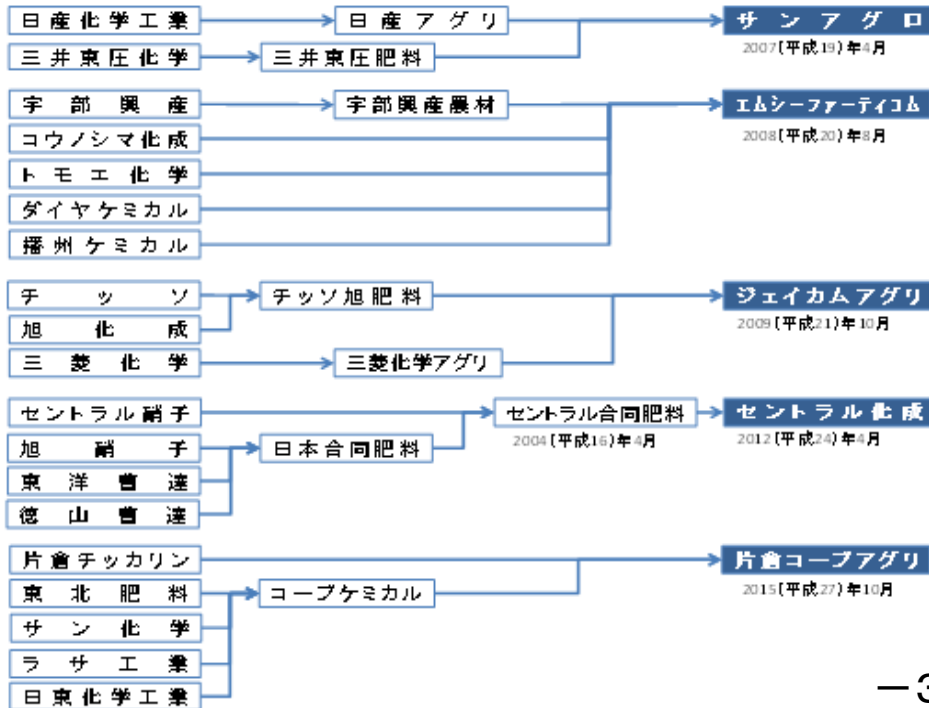 日産化学工業 日産アグリ サンアグロ
2007(平成19)年4月
三井東圧化学 三井東圧肥料
宇部興産 宇部興産農材 エムシーファーティコム
2008(平成20)年8月
コウノシマ化成
トモエ化学
ダイヤケミカル
播州ケミカル
チッソ チッソ旭肥料 ジェイカムアグリ
2009(平成21)年10月
旭化成
三菱化学 三菱化学アグリ
セントラル硝子 セントラル合同肥料 セントラル化成
2004(平成16)年4月 2012(平成24)年4月
旭硝子 日本合同肥料
東洋曹達
徳山曹達
片倉チッカリン 片倉コープアグリ
2015(平成27)年10月
東北肥料 コープケミカル
サン化学
ラサ工業
日東化学工業
－3